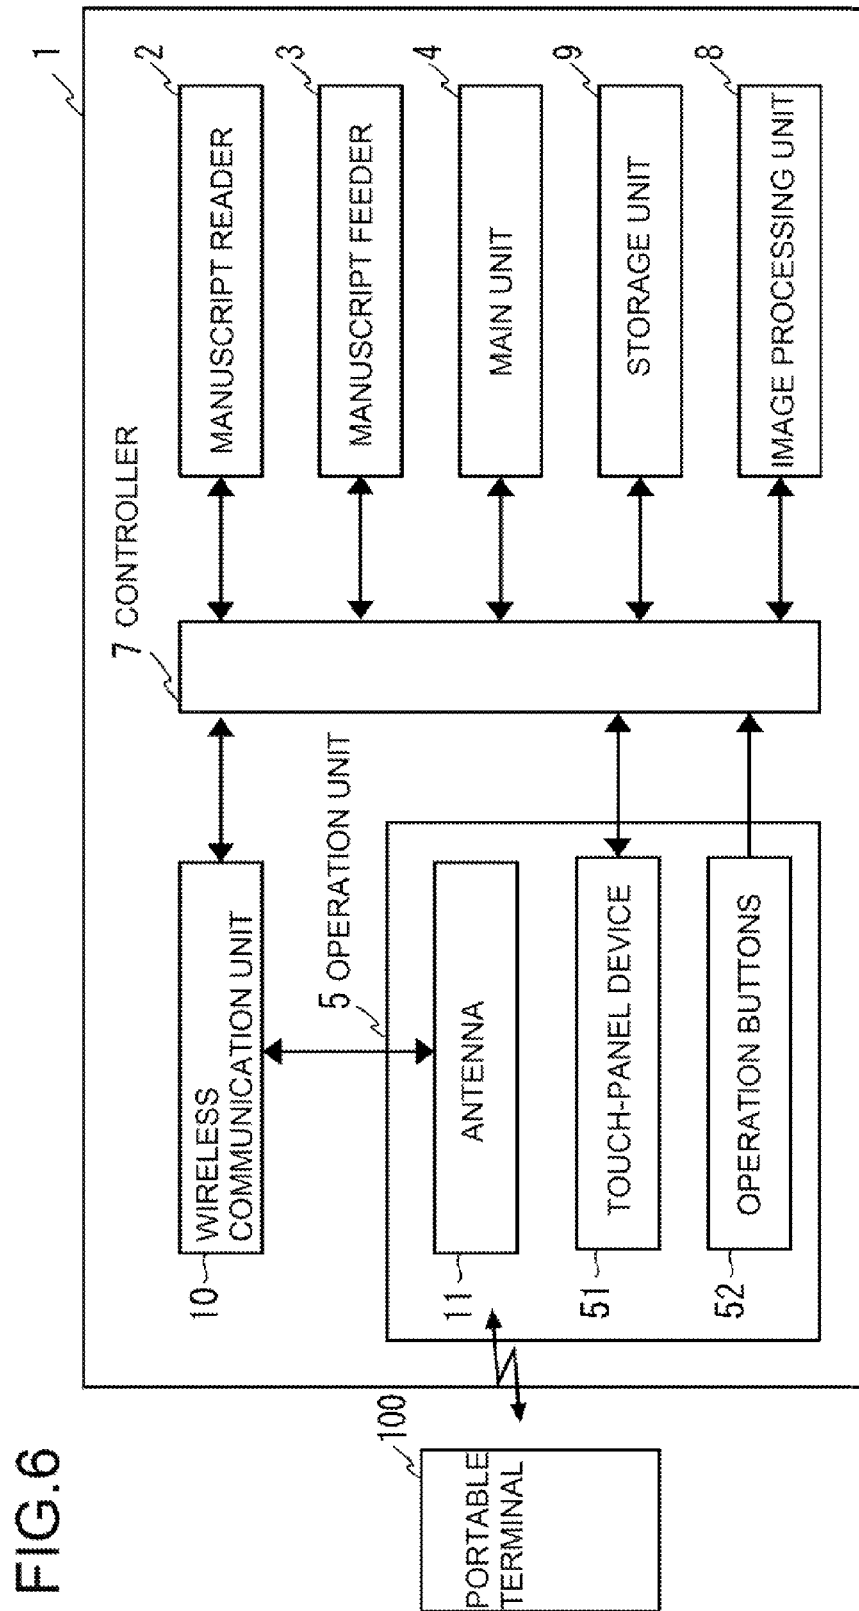 FIG.6
1
7 CONTROLLER
2
MANUSCRIPT READER
3
MANUSCRIPT FEEDER
4
MAIN UNIT
9
STORAGE UNIT
8
IMAGE PROCESSING UNIT
10
WIRELESS
COMMUNICATION UNIT
5 OPERATION UNIT
11
ANTENNA
51
TOUCH-PANEL DEVICE
52
OPERATION BUTTONS
100
PORTABLE
TERMINAL